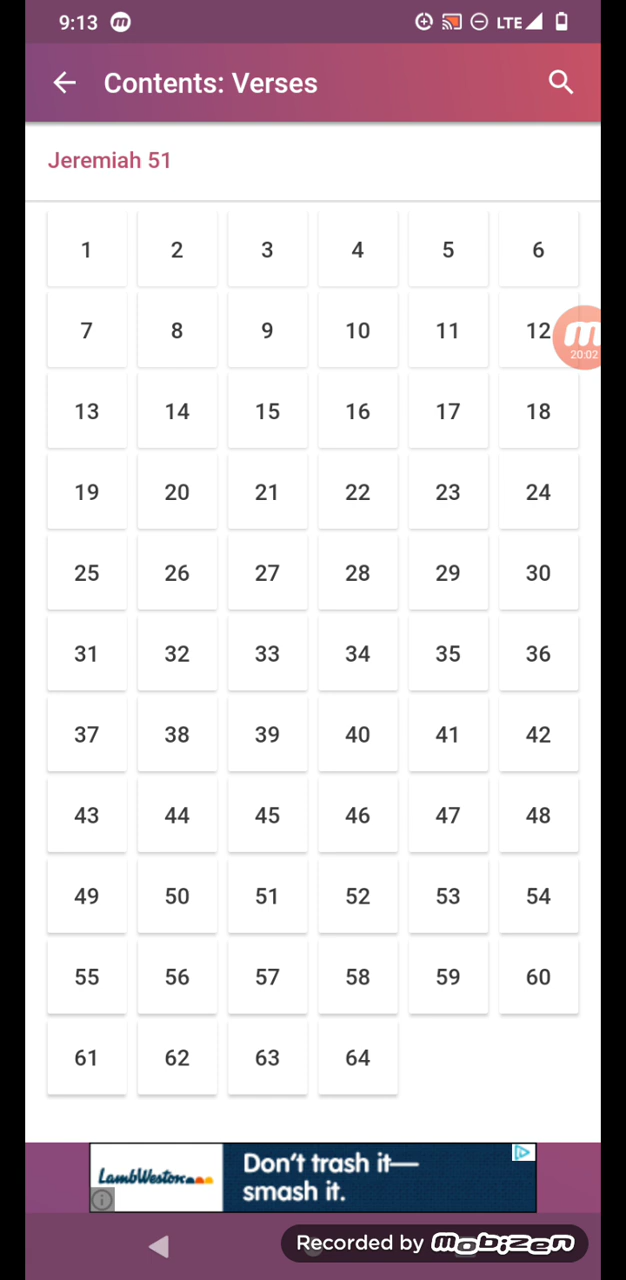 9:13 m LTE
Contents: Verses
Jeremiah 51
1 2 3 4 5 6
7 8 9 10 11 12
m
20:02
13 14 15 16 17 18
19 20 21 22 23 24
25 26 27 28 29 30
31 32 33 34 35 36
37 38 39 40 41 42
43 44 45 46 47 48
49 50 51 52 53 54
55 56 57 58 59 60
61 62 63 64
LambWeston
Don't trash it—
smash it.
Recorded by mobizen